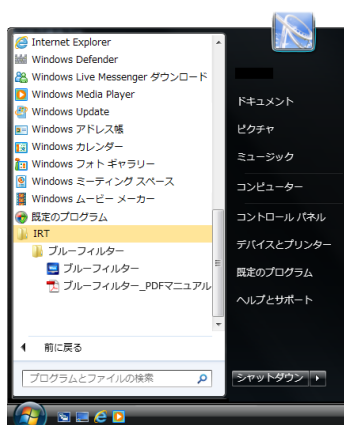 Internet Explorer
Windows Defender
Windows Live Messenger ダウンロード
Windows Media Player
Windows Update
Windows アドレス帳
Windows カレンダー
Windows フォト ギャラリー
Windows ミーティング スペース
Windows ムービー メーカー
既定のプログラム
IRT
ブルーフィルター
ブルーフィルター
ブルーフィルター_PDFマニュアル
前に戻る
プログラムとファイルの検索
ドキュメント
ピクチャ
ミュージック
コンピューター
コントロール パネル
デバイスとプリンター
既定のプログラム
ヘルプとサポート
シャットダウン